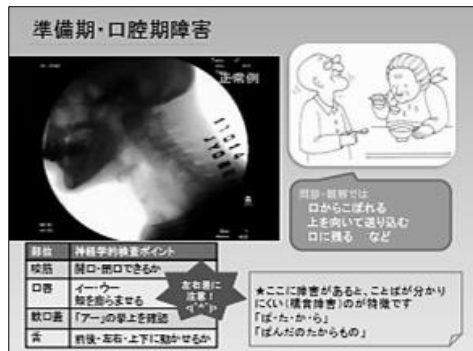 準備期・口腔期障害
正常例
問診・観察では
口からこぼれる
上を向いて送り込む
口に残る など
部位 神経学的検査ポイント
咬筋 開口・閉口できるか
口唇 イー・ウー
頬を膨らませる
軟口蓋 「アー」の挙上を確認
舌 前後・左右・上下に動かせるか
左右差に
注意!
★ここに障害があると、ことばが分かり
にくい(構音障害)のが特徴です
「ぱ・た・か・ら」
「ぱんだのたからもの」